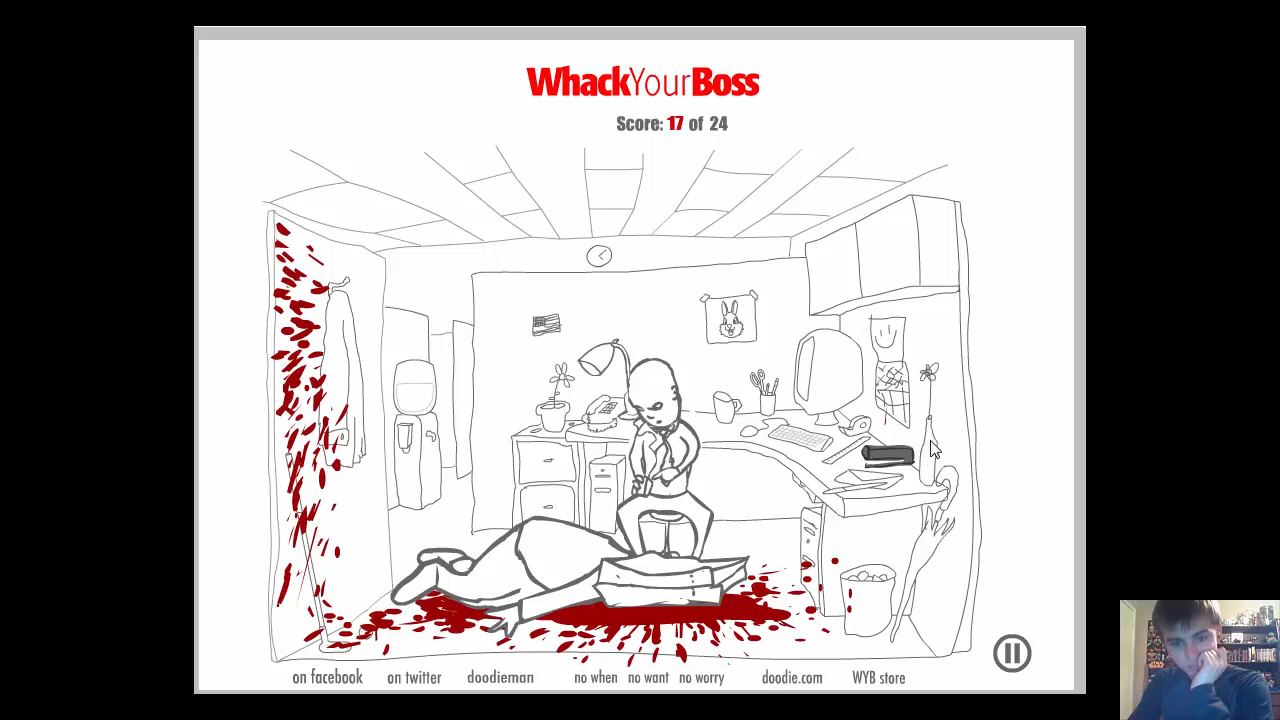 WhackYourBoss
Score: 17 of 24
on facebook on twitter doodieman no when no want no worry doodie.com WYB store